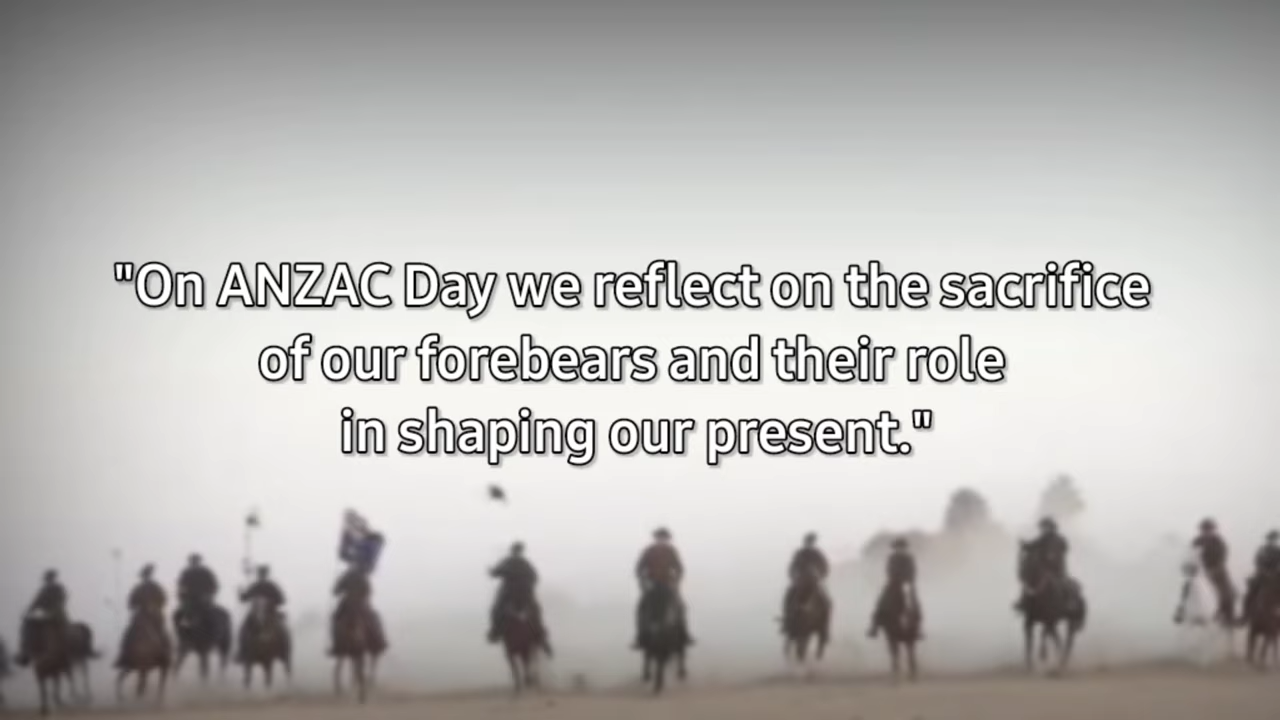 "On ANZAC Day we reflect on the sacrifice
of our forebears and their role
in shaping our present."